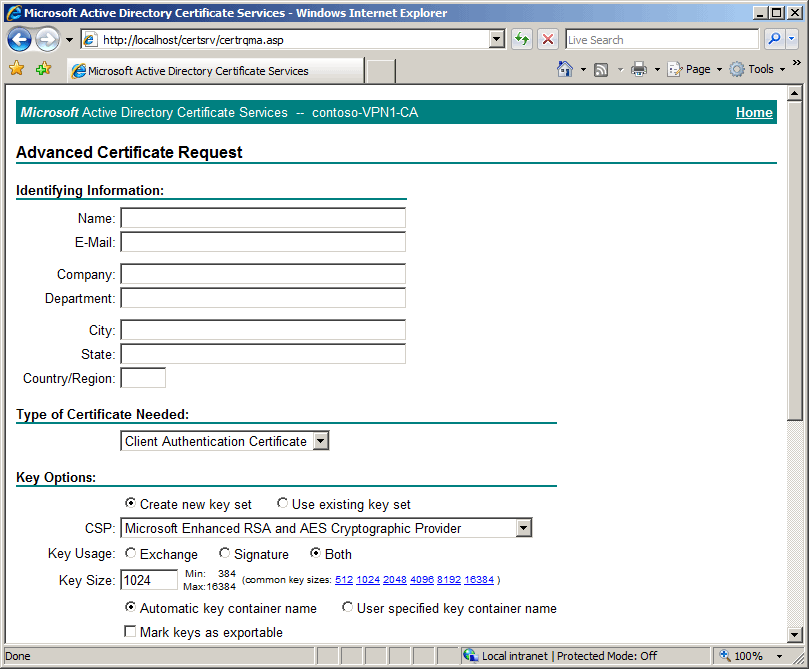 Microsoft Active Directory Certificate Services - Windows Internet Explorer
http://localhost/certsrv/certrqma.asp
Live Search
Microsoft Active Directory Certificate Services
Page
Tools
Microsoft Active Directory Certificate Services -- contoso-VPN1-CA
Home
Advanced Certificate Request
Identifying Information:
Name:
E-Mail:
Company:
Department:
City:
State:
Country/Region:
Type of Certificate Needed:
Client Authentication Certificate
Key Options:
Create new key set Use existing key set
CSP: Microsoft Enhanced RSA and AES Cryptographic Provider
Key Usage: Exchange Signature Both
Key Size: 1024 Min: 384 Max:16384 (common key sizes: 512 1024 2048 4096 8192 16384 )
Automatic key container name User specified key container name
Mark keys as exportable
Done Local intranet | Protected Mode: Off 100%